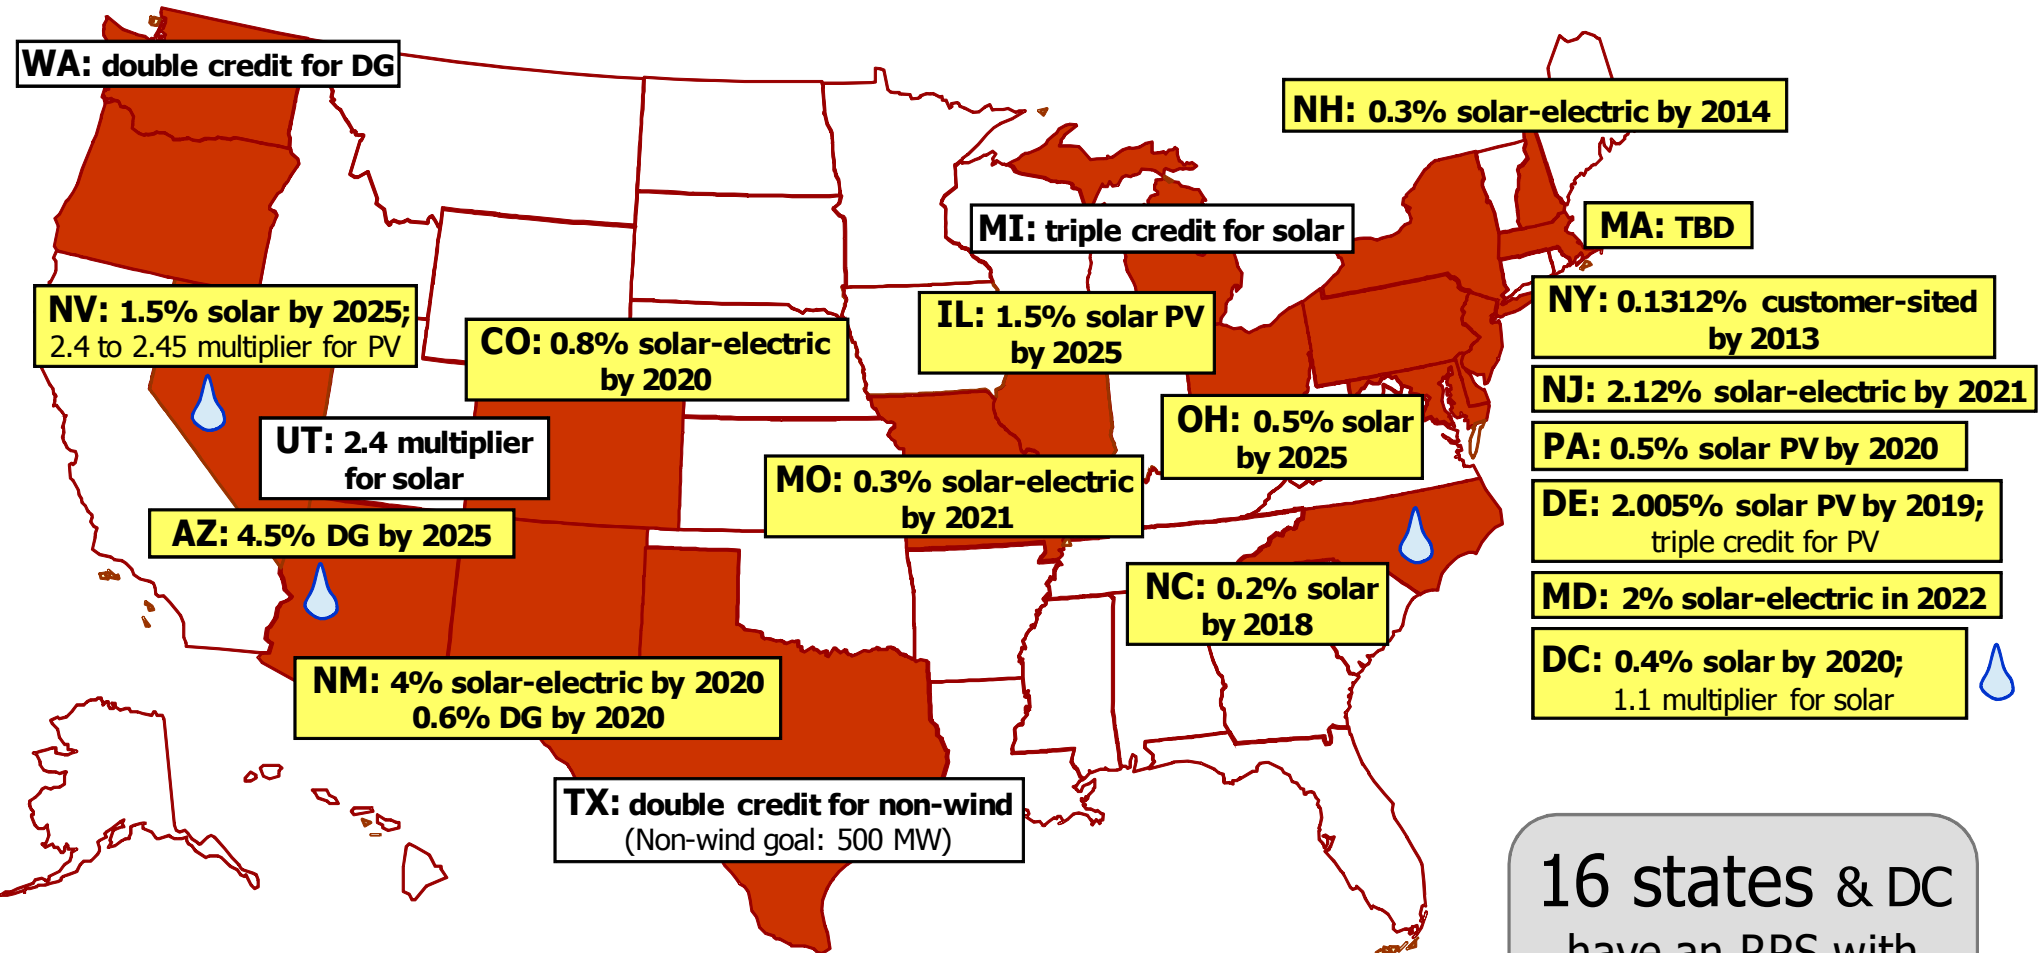 WA: double credit for DG
NH: 0.3% solar-electric by 2014
MI: triple credit for solar
MA: TBD
NV: 1.5% solar by 2025;
2.4 to 2.45 multiplier for PV
CO: 0.8% solar-electric
by 2020
IL: 1.5% solar PV
by 2025
NY: 0.1312% customer-sited
by 2013
NJ: 2.12% solar-electric by 2021
UT: 2.4 multiplier
for solar
OH: 0.5% solar
by 2025
PA: 0.5% solar PV by 2020
MO: 0.3% solar-electric
by 2021
DE: 2.005% solar PV by 2019;
triple credit for PV
AZ: 4.5% DG by 2025
NC: 0.2% solar
by 2018
MD: 2% solar-electric in 2022
DC: 0.4% solar by 2020;
1.1 multiplier for solar
NM: 4% solar-electric by 2020
0.6% DG by 2020
TX: double credit for non-wind
(Non-wind goal: 500 MW)
16 states & DC
have an RPS with